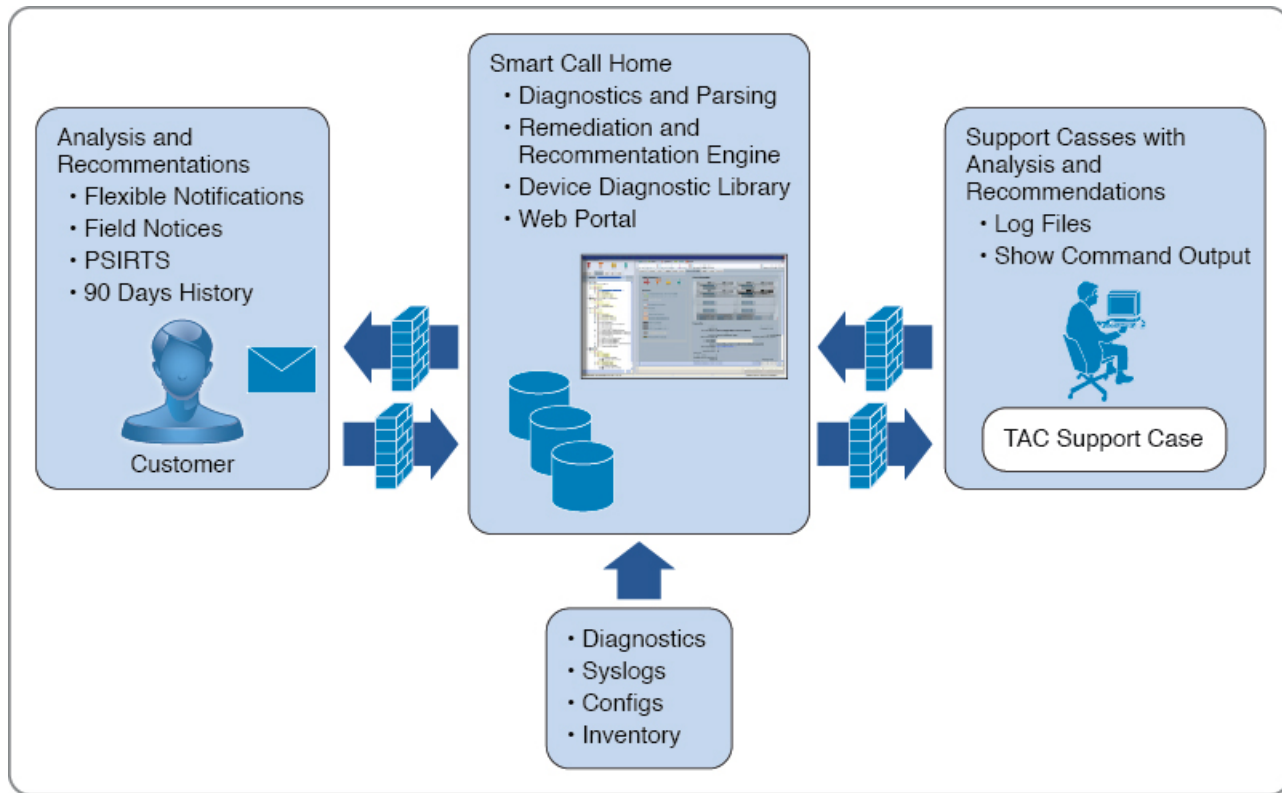 Analysis and
Recommentations
• Flexible Notifications
• Field Notices
• PSIRTS
• 90 Days History
Customer
Smart Call Home
• Diagnostics and Parsing
• Remediation and
Recommentation Engine
• Device Diagnostic Library
• Web Portal
Support Casses with
Analysis and
Recommendations
• Log Files
• Show Command Output
TAC Support Case
• Diagnostics
• Syslogs
• Configs
• Inventory